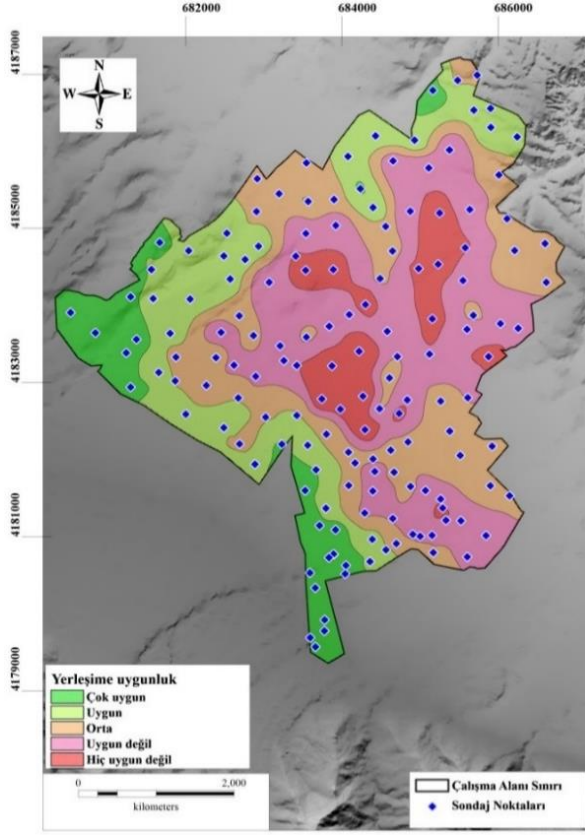 682000 684000 686000
4187000
4185000
4183000
4181000
4179000
N
W E
S
Yerleşime uygunluk
Çok uygun
Uygun
Orta
Uygun değil
Hiç uygun değil
0 2,000
kilometers
Çalışma Alanı Sınırı
Sondaj Noktaları